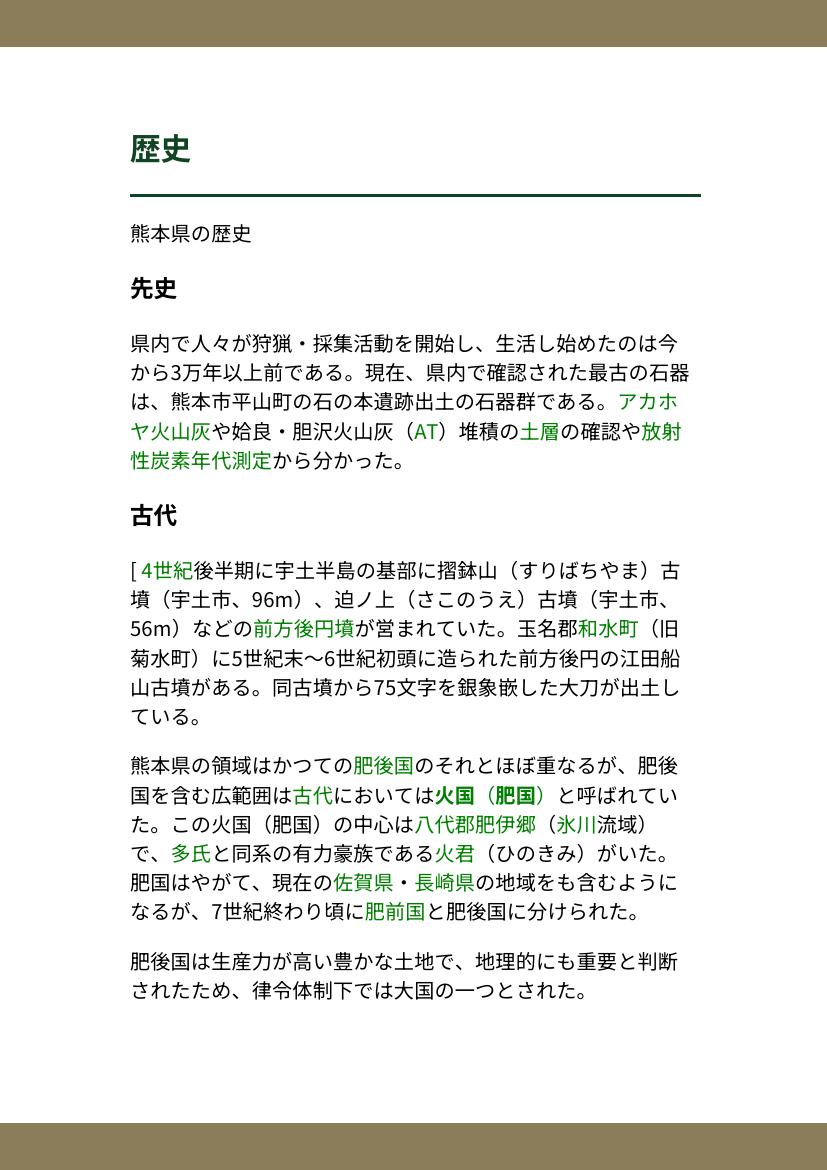 歴史
熊本県の歴史
先史
県内で人々が狩猟・採集活動を開始し、生活し始めたのは今
から3万年以上前である。現在、県内で確認された最古の石器
は、熊本市平山町の石の本遺跡出土の石器群である。アカホ
ヤ火山灰や姶良・胆沢火山灰（AT）堆積の土層の確認や放射
性炭素年代測定から分かった。
古代
[ 4世紀後半期に宇土半島の基部に摺鉢山（すりばちやま）古
墳（宇土市、96m）、迫ノ上（さこのうえ）古墳（宇土市、
56m）などの前方後円墳が営まれていた。玉名郡和水町（旧
菊水町）に5世紀末〜6世紀初頭に造られた前方後円の江田船
山古墳がある。同古墳から75文字を銀象嵌した大刀が出土し
ている。
熊本県の領域はかつての肥後国のそれとほぼ重なるが、肥後
国を含む広範囲は古代においては火国（肥国）と呼ばれてい
た。この火国（肥国）の中心は八代郡肥伊郷（氷川流域）
で、多氏と同系の有力豪族である火君（ひのきみ）がいた。
肥国はやがて、現在の佐賀県・長崎県の地域をも含むように
なるが、7世紀終わり頃に肥前国と肥後国に分けられた。
肥後国は生産力が高い豊かな土地で、地理的にも重要と判断
されたため、律令体制下では大国の一つとされた。